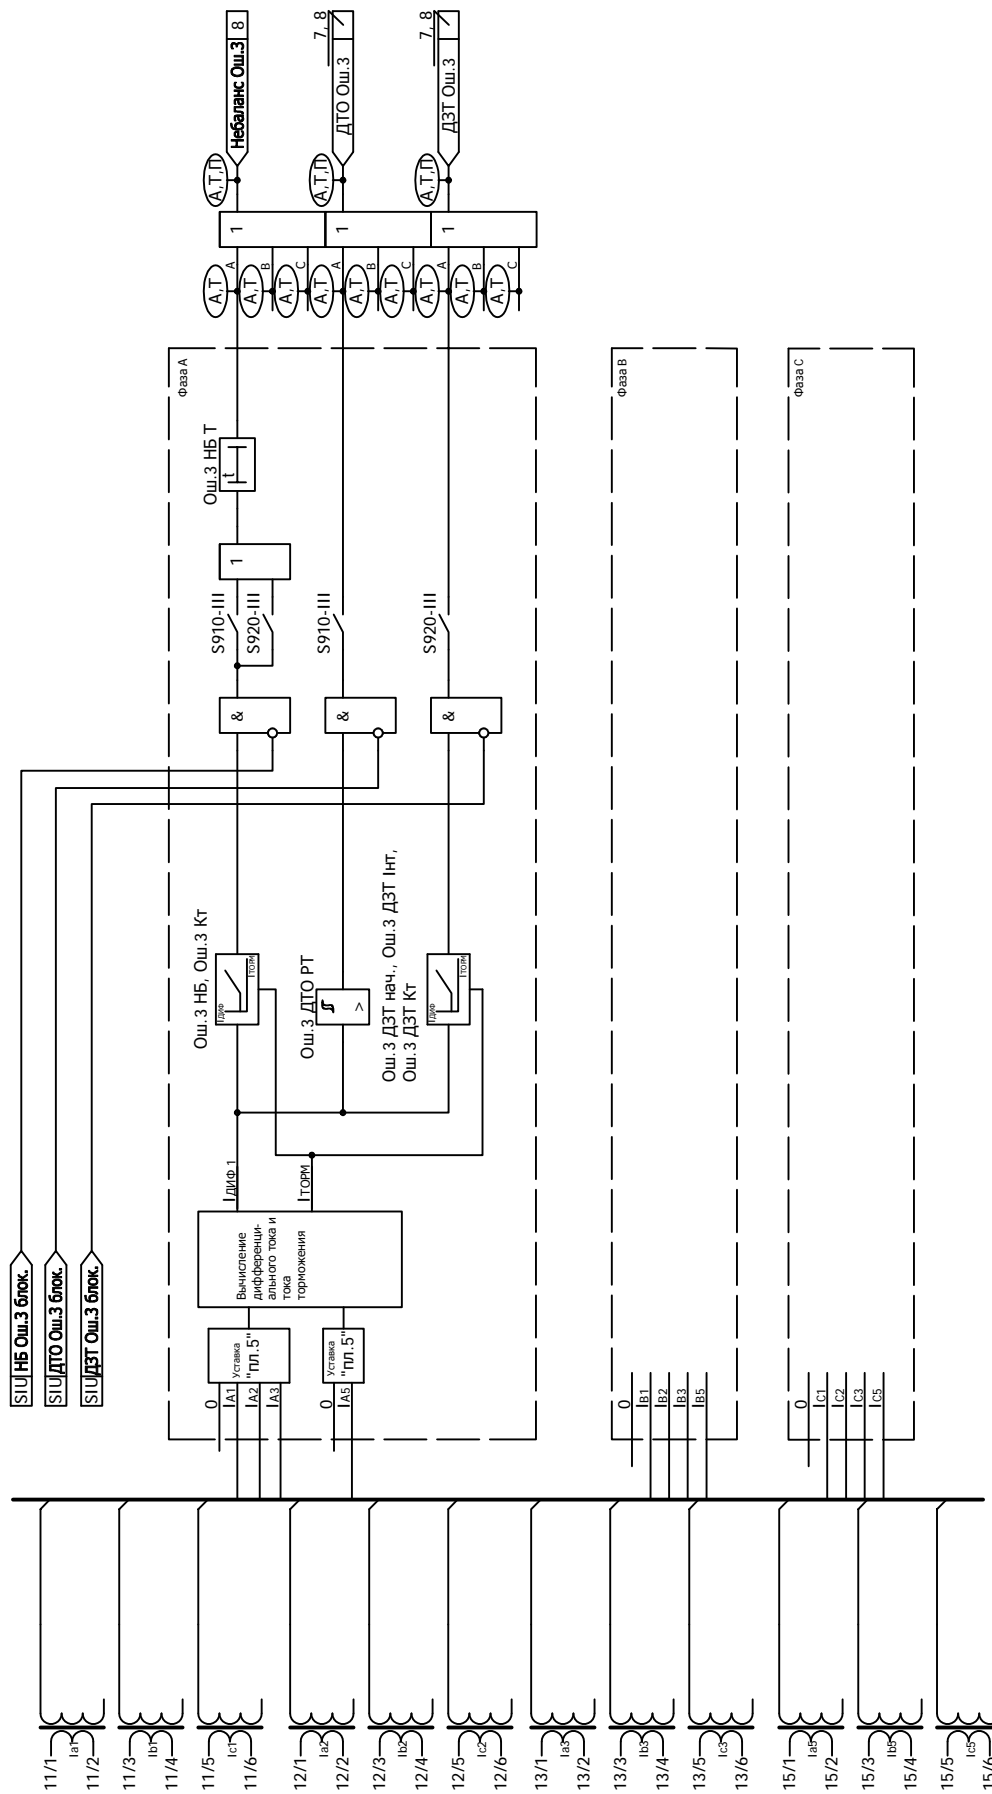 Небаланс Ош.3 8
ДТО Ош.3
7, 8
ДЗТ Ош.3
7, 8
А,Т,П
А,Т,П
А,Т,П
1
1
1
А,Т
A
А,Т
B
А,Т
C
А,Т
A
А,Т
B
А,Т
C
А,Т
A
А,Т
B
А,Т
C
Фаза А
Фаза В
Фаза С
Ош.3 НБ Т
t
1
S910-III
S920-III
S910-III
S920-III
&
&
&
Ош.3 НБ, Ош.3 Кт
IДИФ
IТОРМ
Ош.3 ДТО РТ
>
Ош.3 ДЗТ нач., Ош.3 ДЗТ Iнт,
Ош.3 ДЗТ Кт
IДИФ
IТОРМ
IДИФ 1
IТОРМ
Вычисление
дифференци-
ального тока и
тока
торможения
SIU НБ Ош.3 блок.
SIU ДТО Ош.3 блок.
SIU ДЗТ Ош.3 блок.
Уставка
"пл.5"
Уставка
"пл.5"
0
IA1
IA2
IA3
0
IA5
0
IB1
IB2
IB3
IB5
0
IC1
IC2
IC3
IC5
11/1
Ia1
11/2
11/3
Ib1
11/4
11/5
Ic1
11/6
12/1
Ia2
12/2
12/3
Ib2
12/4
12/5
Ic2
12/6
13/1
Ia3
13/2
13/3
Ib3
13/4
13/5
Ic3
13/6
15/1
Ia5
15/2
15/3
Ib5
15/4
15/5
Ic5
15/6